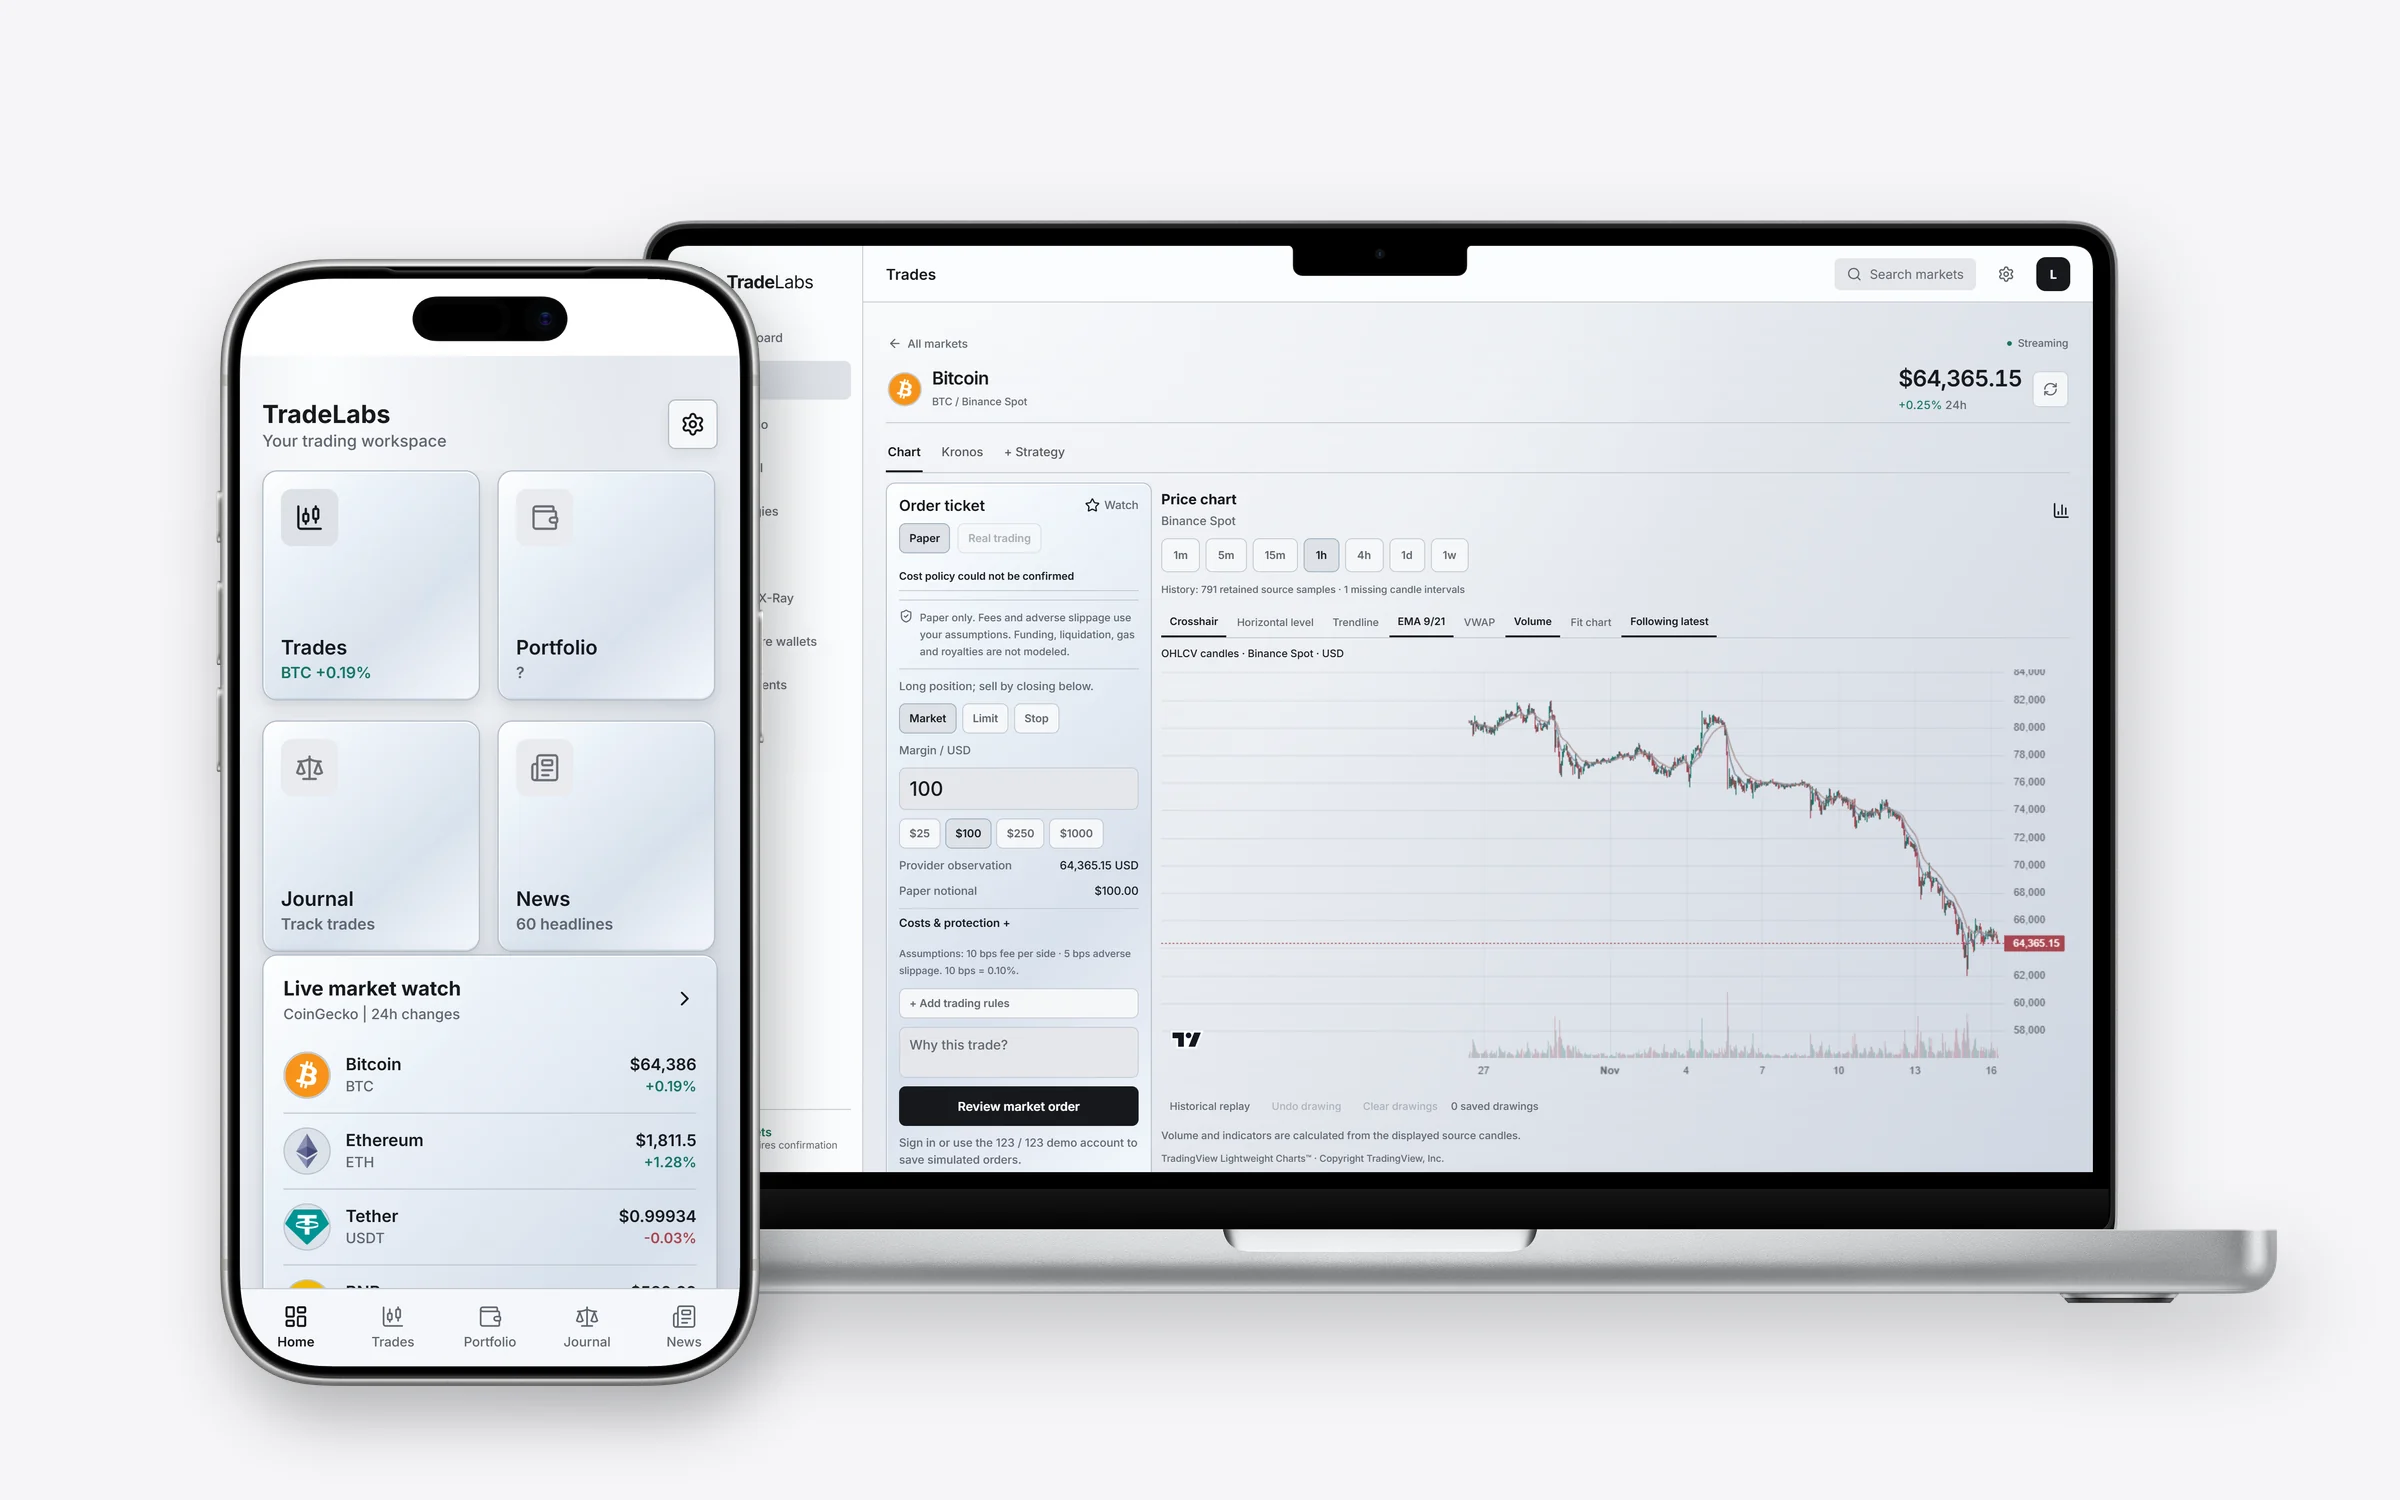 TradeLabs
Your trading workspace
Trades
BTC +0.19%
Portfolio
?
Journal
Track trades
News
60 headlines
Live market watch
CoinGecko | 24h changes
Bitcoin
$64,386
BTC
+0.19%
Ethereum
$1,811.5
ETH
+1.28%
Tether
$0.99934
USDT
-0.03%
Home
Trades
Portfolio
Journal
News
TradeLabs
oard
o
l
gies
X-Ray
re wallets
ents
ets
res confirmation
Trades
Search markets
L
All markets
Streaming
Bitcoin
BTC / Binance Spot
$64,365.15
+0.25% 24h
Chart Kronos + Strategy
Order ticket
Watch
Paper Real trading
Cost policy could not be confirmed
Paper only. Fees and adverse slippage use
your assumptions. Funding, liquidation, gas
and royalties are not modeled.
Long position; sell by closing below.
Market Limit Stop
Margin / USD
100
$25 $100 $250 $1000
Provider observation 64,365.15 USD
Paper notional $100.00
Costs & protection +
Assumptions: 10 bps fee per side · 5 bps adverse
slippage. 10 bps = 0.10%.
+ Add trading rules
Why this trade?
Review market order
Sign in or use the 123 / 123 demo account to
save simulated orders.
Price chart
Binance Spot
1m 5m 15m 1h 4h 1d 1w
History: 791 retained source samples · 1 missing candle intervals
Crosshair Horizontal level Trendline EMA 9/21 VWAP Volume Fit chart Following latest
OHLCV candles · Binance Spot · USD
84,000
82,000
80,000
78,000
76,000
74,000
72,000
70,000
68,000
66,000
64,365.15
62,000
60,000
58,000
27 Nov 4 7 10 13 16
Historical replay Undo drawing Clear drawings 0 saved drawings
Volume and indicators are calculated from the displayed source candles.
TradingView Lightweight Charts™ · Copyright TradingView, Inc.